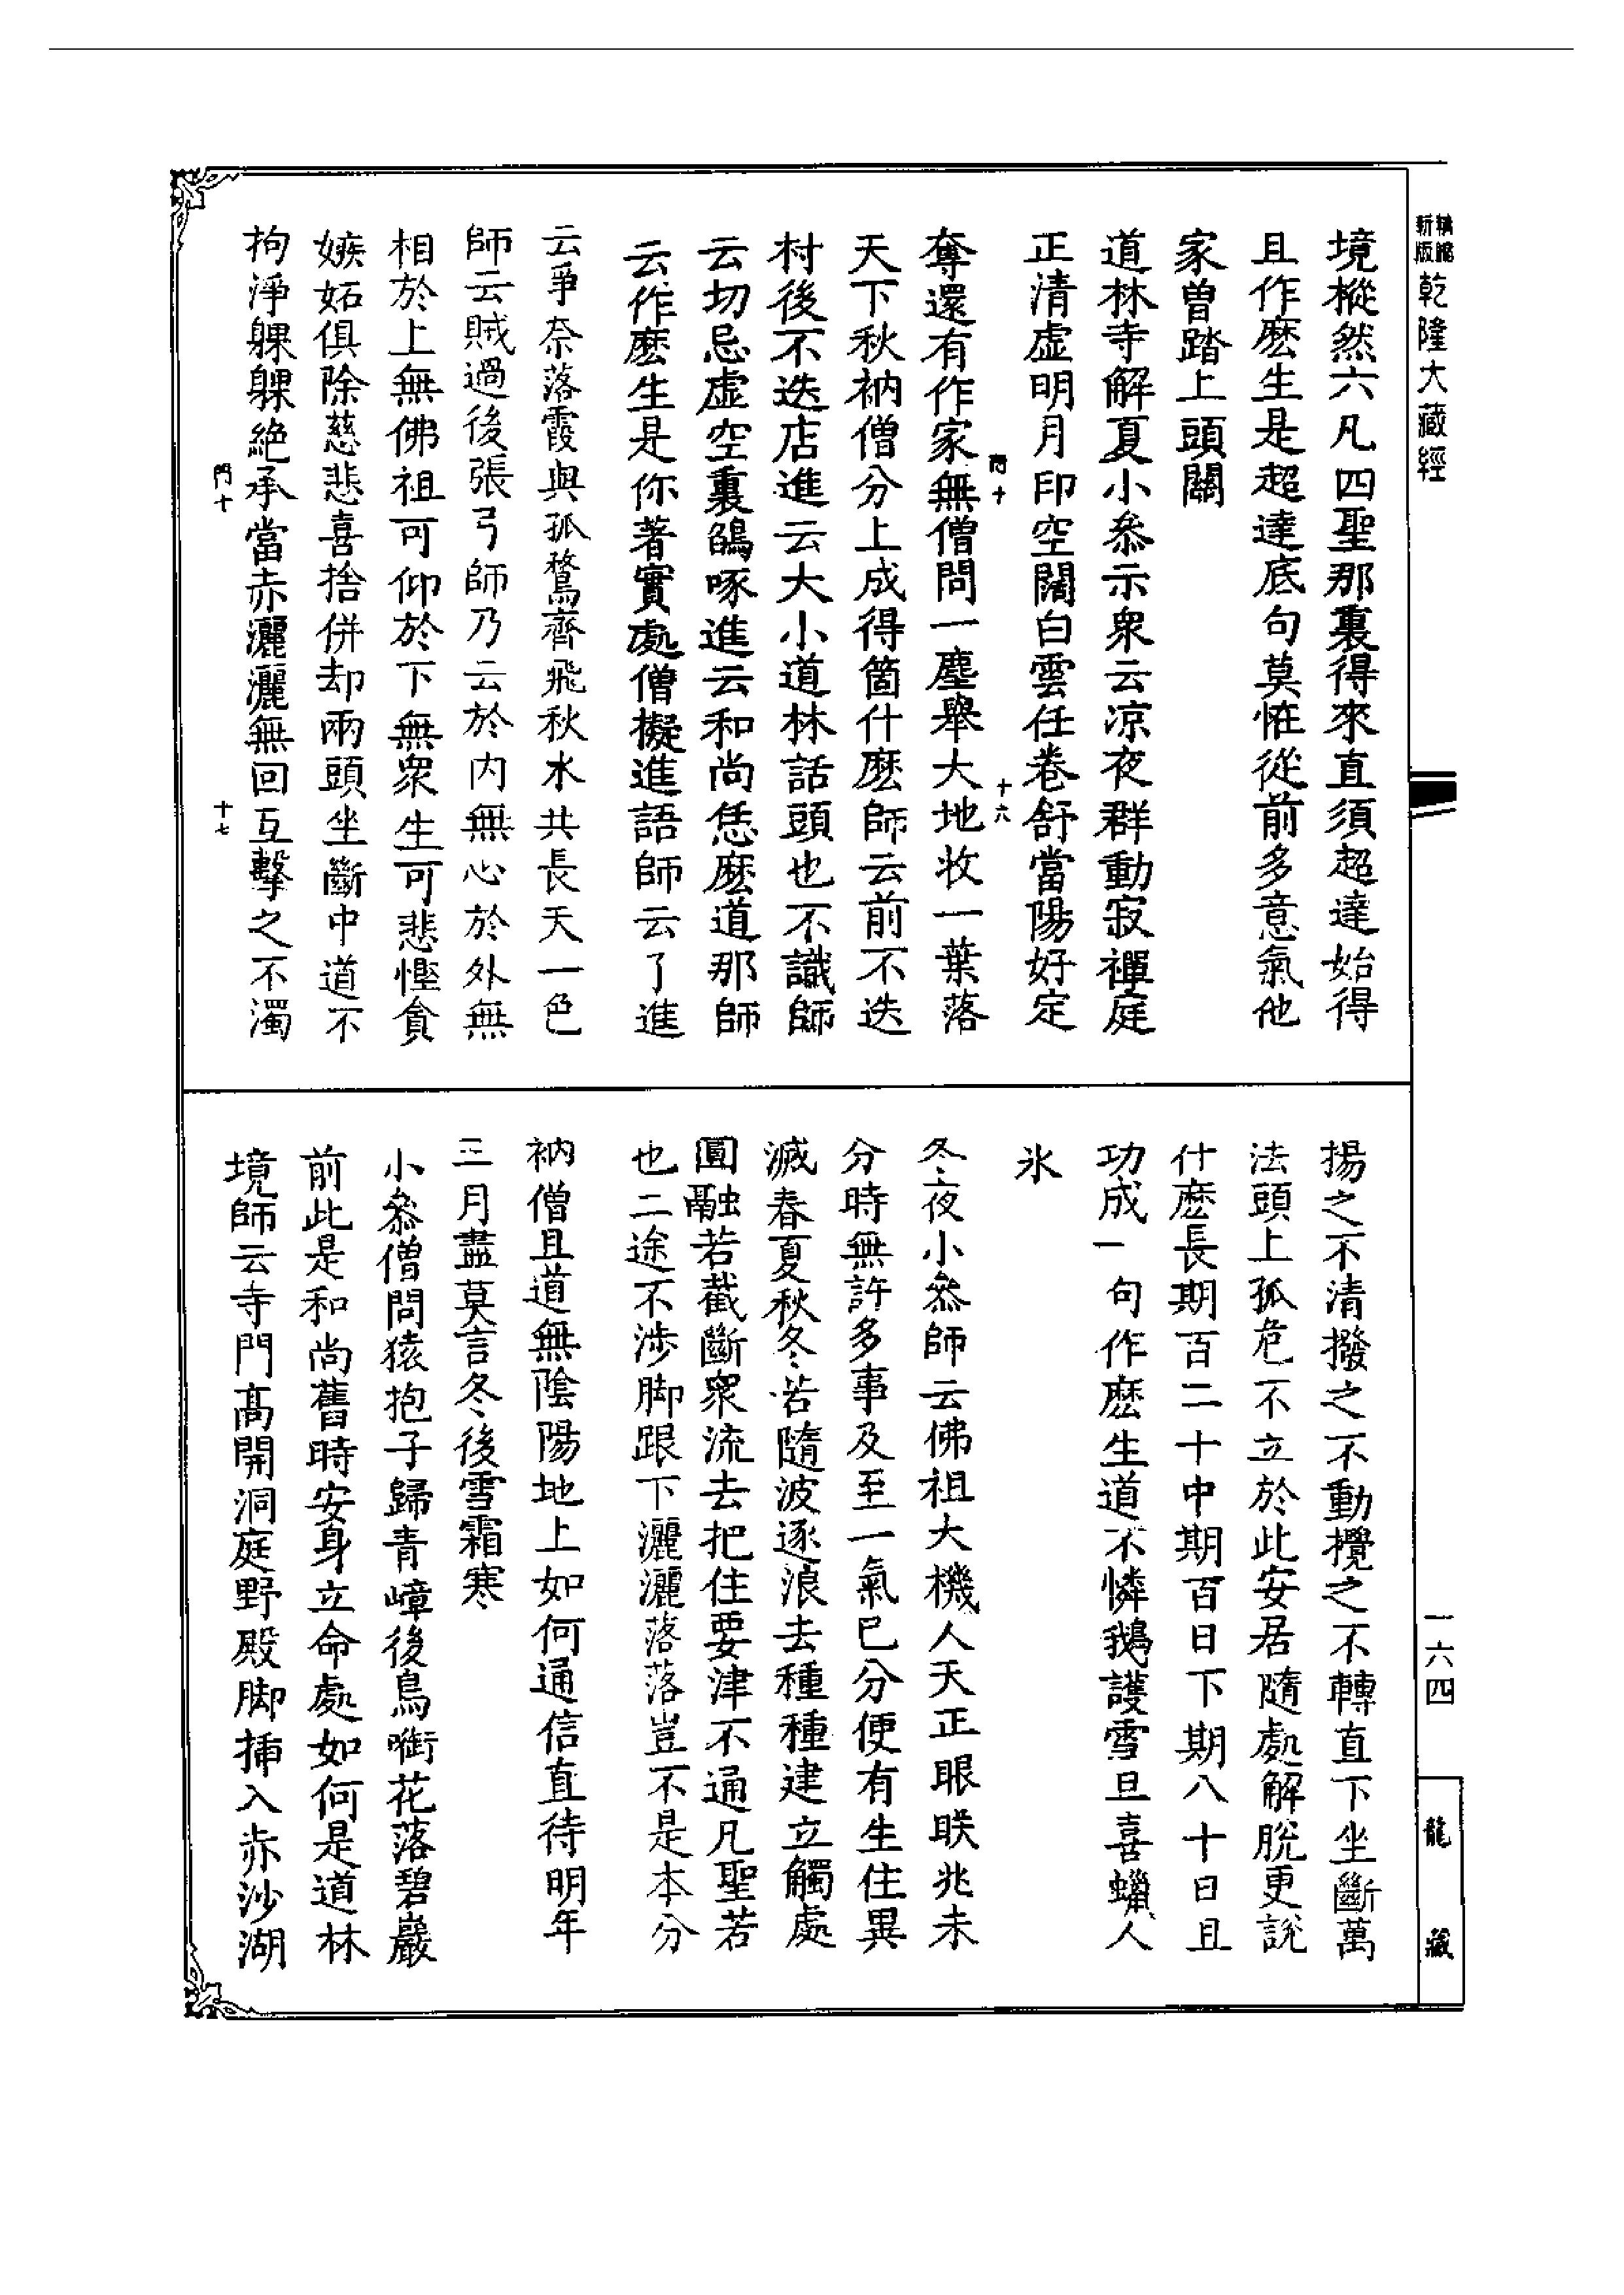 精縮新版乾隆大藏經
境樅然六凡四聖那裏得來直須超達始得
且作麽生是超達底句莫恠從前多意氣他
家曾踏上頭關
道林寺解夏小叅示衆云凉夜群動寂禪庭
正清虛明月印空闊白雲任卷舒當陽好定
奪還有作家無僧問一塵舉大地收一葉落
天下秋衲僧分上成得箇什麽師云前不迭
村後不迭店進云大小道林話頭也不識師
云切忌虛空裏鷂啄進云和尚恁麽道那師
云作麽生是你著實處僧擬進語師云了進
云爭奈落霞與孤鶩齊飛秋水共長天一色
師云賊過後張弓師乃云於内無心於外無
相於上無佛祖可仰於下無衆生可悲慳貪
嫉妬俱除慈悲喜捨併却兩頭坐斷中道不
拘淨躶躶絶承當赤灑灑無回互擊之不濁
十六
十七
揚之不清撥之不動攪之不轉直下坐斷萬
法頭上孤危不立於此安居隨處解脫更說
什麽長期百二十中期百日下期八十日且
功成一句作麽生道不憐鵝護雪且喜蠟人
氷
冬夜小叅師云佛祖大機人天正眼朕兆未
分時無許多事及至一氣巳分便有生住異
滅春夏秋冬若隨波逐浪去種種建立觸處
圓融若截斷衆流去把住要津不通凡聖若
也二途不涉脚跟下灑灑落落豈不是本分
衲僧且道無陰陽地上如何通信直待明年
三月盡莫言冬後雪霜寒
小叅僧問猿抱子歸青嶂後鳥㘅花落碧巖
前此是和尚舊時安身立命處如何是道林
境師云寺門髙開洞庭野殿脚揷入赤沙湖
一六四
龍藏